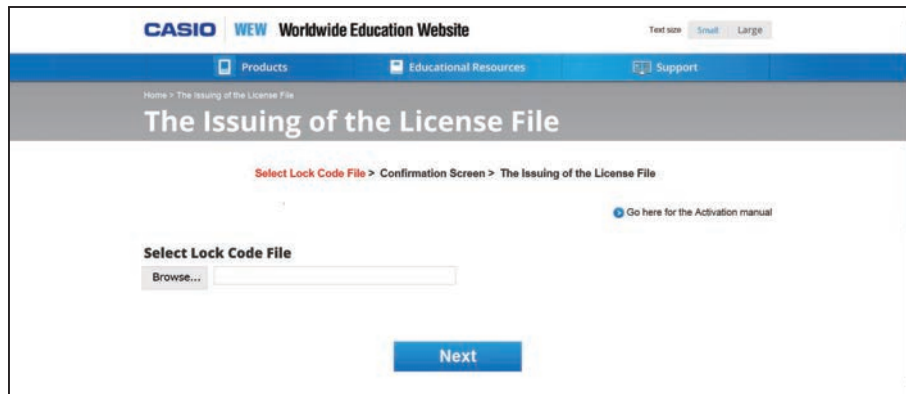 CASIO WEW Worldwide Education Website Text size Small Large
Products Educational Resources Support
Home > The Issuing of the License File
The Issuing of the License File
Select Lock Code File > Confirmation Screen > The Issuing of the License File
Go here for the Activation manual
Select Lock Code File
Browse...
Next